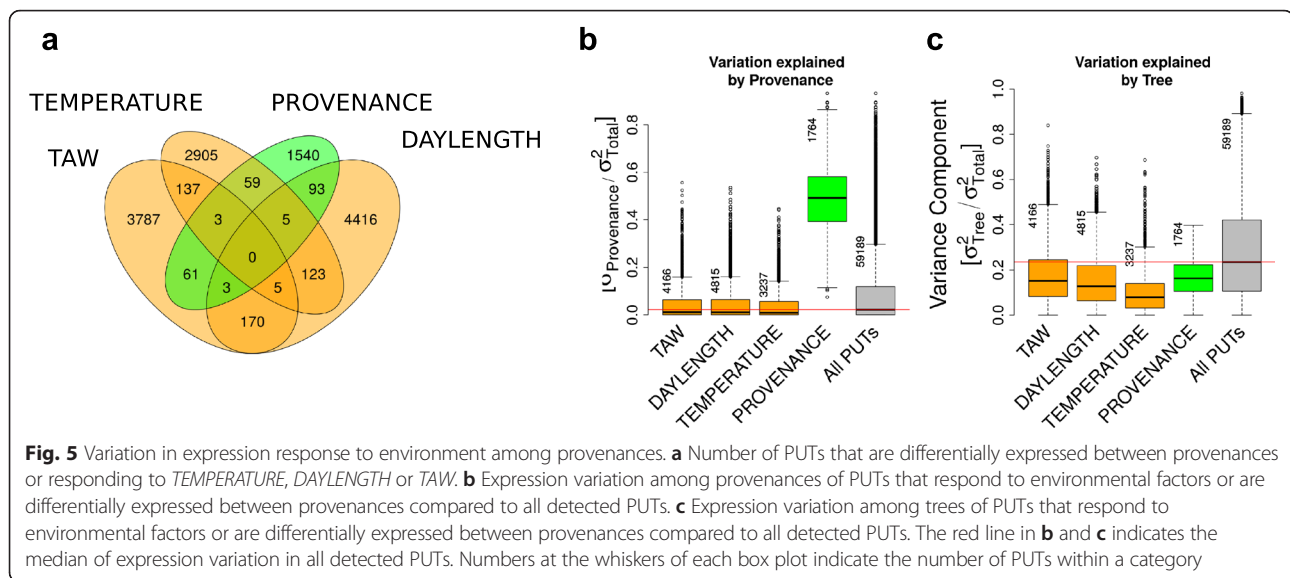 a
TEMPERATURE
PROVENANCE
DAYLENGTH
TAW
2905
1540
137
59
93
3787
3
5
4416
0
61
123
3
5
170
b
Variation explained
by Provenance
[σ Provenance / σ²Total]
0.0
0.2
0.4
0.6
0.8
4166
4815
3237
1764
59189
TAW
DAYLENGTH
TEMPERATURE
PROVENANCE
All PUTs
c
Variation explained
by Tree
Variance Component
[σ²Tree / σ²Total]
0.0
0.2
0.4
0.6
0.8
1.0
4166
4815
3237
1764
59189
TAW
DAYLENGTH
TEMPERATURE
PROVENANCE
All PUTs
Fig. 5 Variation in expression response to environment among provenances. a Number of PUTs that are differentially expressed between provenances
or responding to TEMPERATURE, DAYLENGTH or TAW. b Expression variation among provenances of PUTs that respond to environmental factors or are
differentially expressed between provenances compared to all detected PUTs. c Expression variation among trees of PUTs that respond to
environmental factors or are differentially expressed between provenances compared to all detected PUTs. The red line in b and c indicates the
median of expression variation in all detected PUTs. Numbers at the whiskers of each box plot indicate the number of PUTs within a category